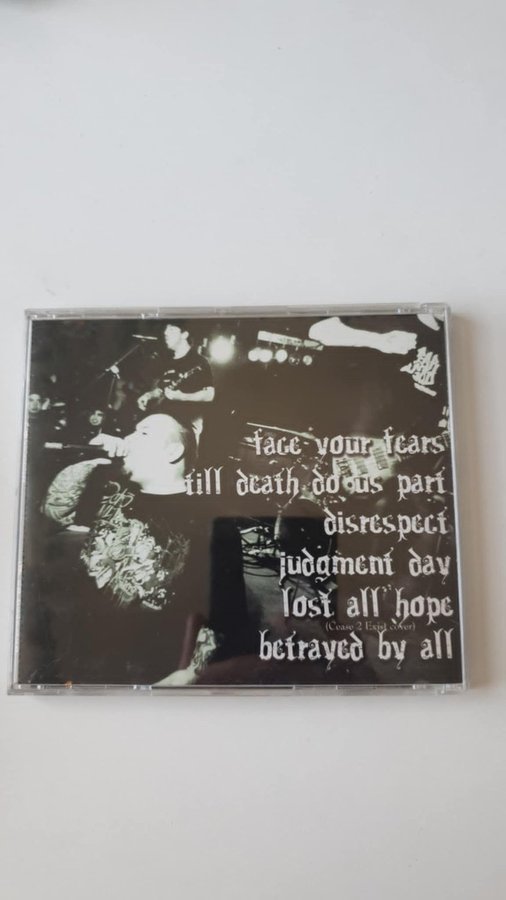 face your fears
till death do us part
disrespect
judgment day
lost all hope
(Cease 2 Exist cover)
betrayed by all